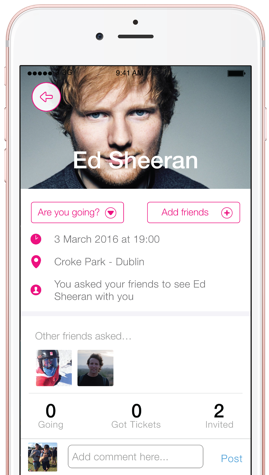 9:41 AM
Ed Sheeran
Are you going?
Add friends
3 March 2016 at 19:00
Croke Park - Dublin
You asked your friends to see Ed
Sheeran with you
Other friends asked...
0 0 2
Going Got Tickets Invited
Add comment here...
Post